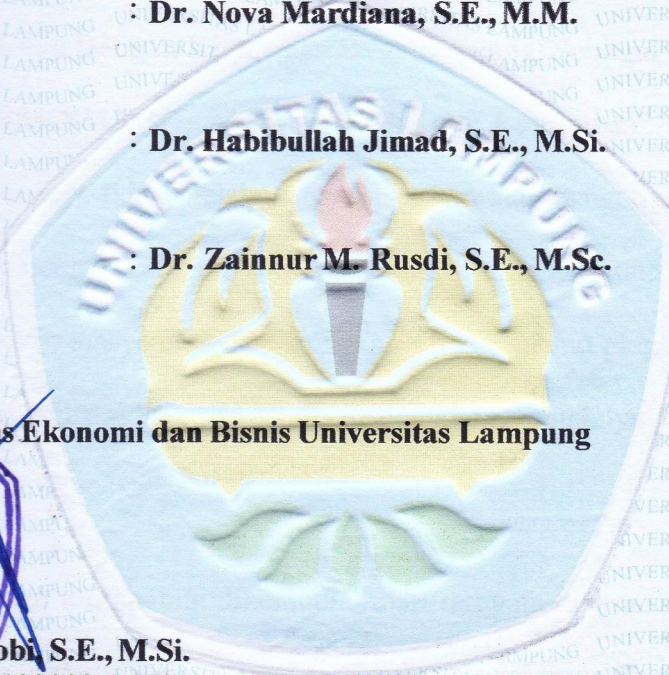 : Dr. Nova Mardiana, S.E., M.M.
UNIVERSITAS LAMPUNG
: Dr. Habibullah Jimad, S.E., M.Si.
: Dr. Zainnur M. Rusdi, S.E., M.Sc.
s Ekonomi dan Bisnis Universitas Lampung
obi, S.E., M.Si.